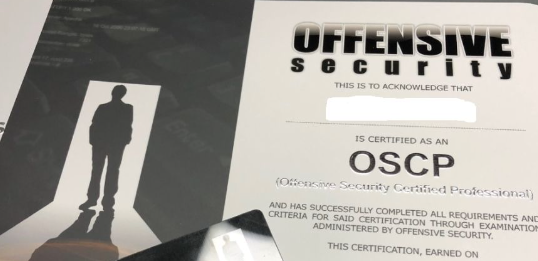 OFFENSIVE
security
THIS IS TO ACKNOWLEDGE THAT
IS CERTIFIED AS AN
OSCP
(Offensive Security Certified Professional)
AND HAS SUCCESSFULLY COMPLETED ALL REQUIREMENTS AND
CRITERIA FOR SAID CERTIFICATION THROUGH EXAMINATION
ADMINISTERED BY OFFENSIVE SECURITY.
THIS CERTIFICATION, EARNED ON